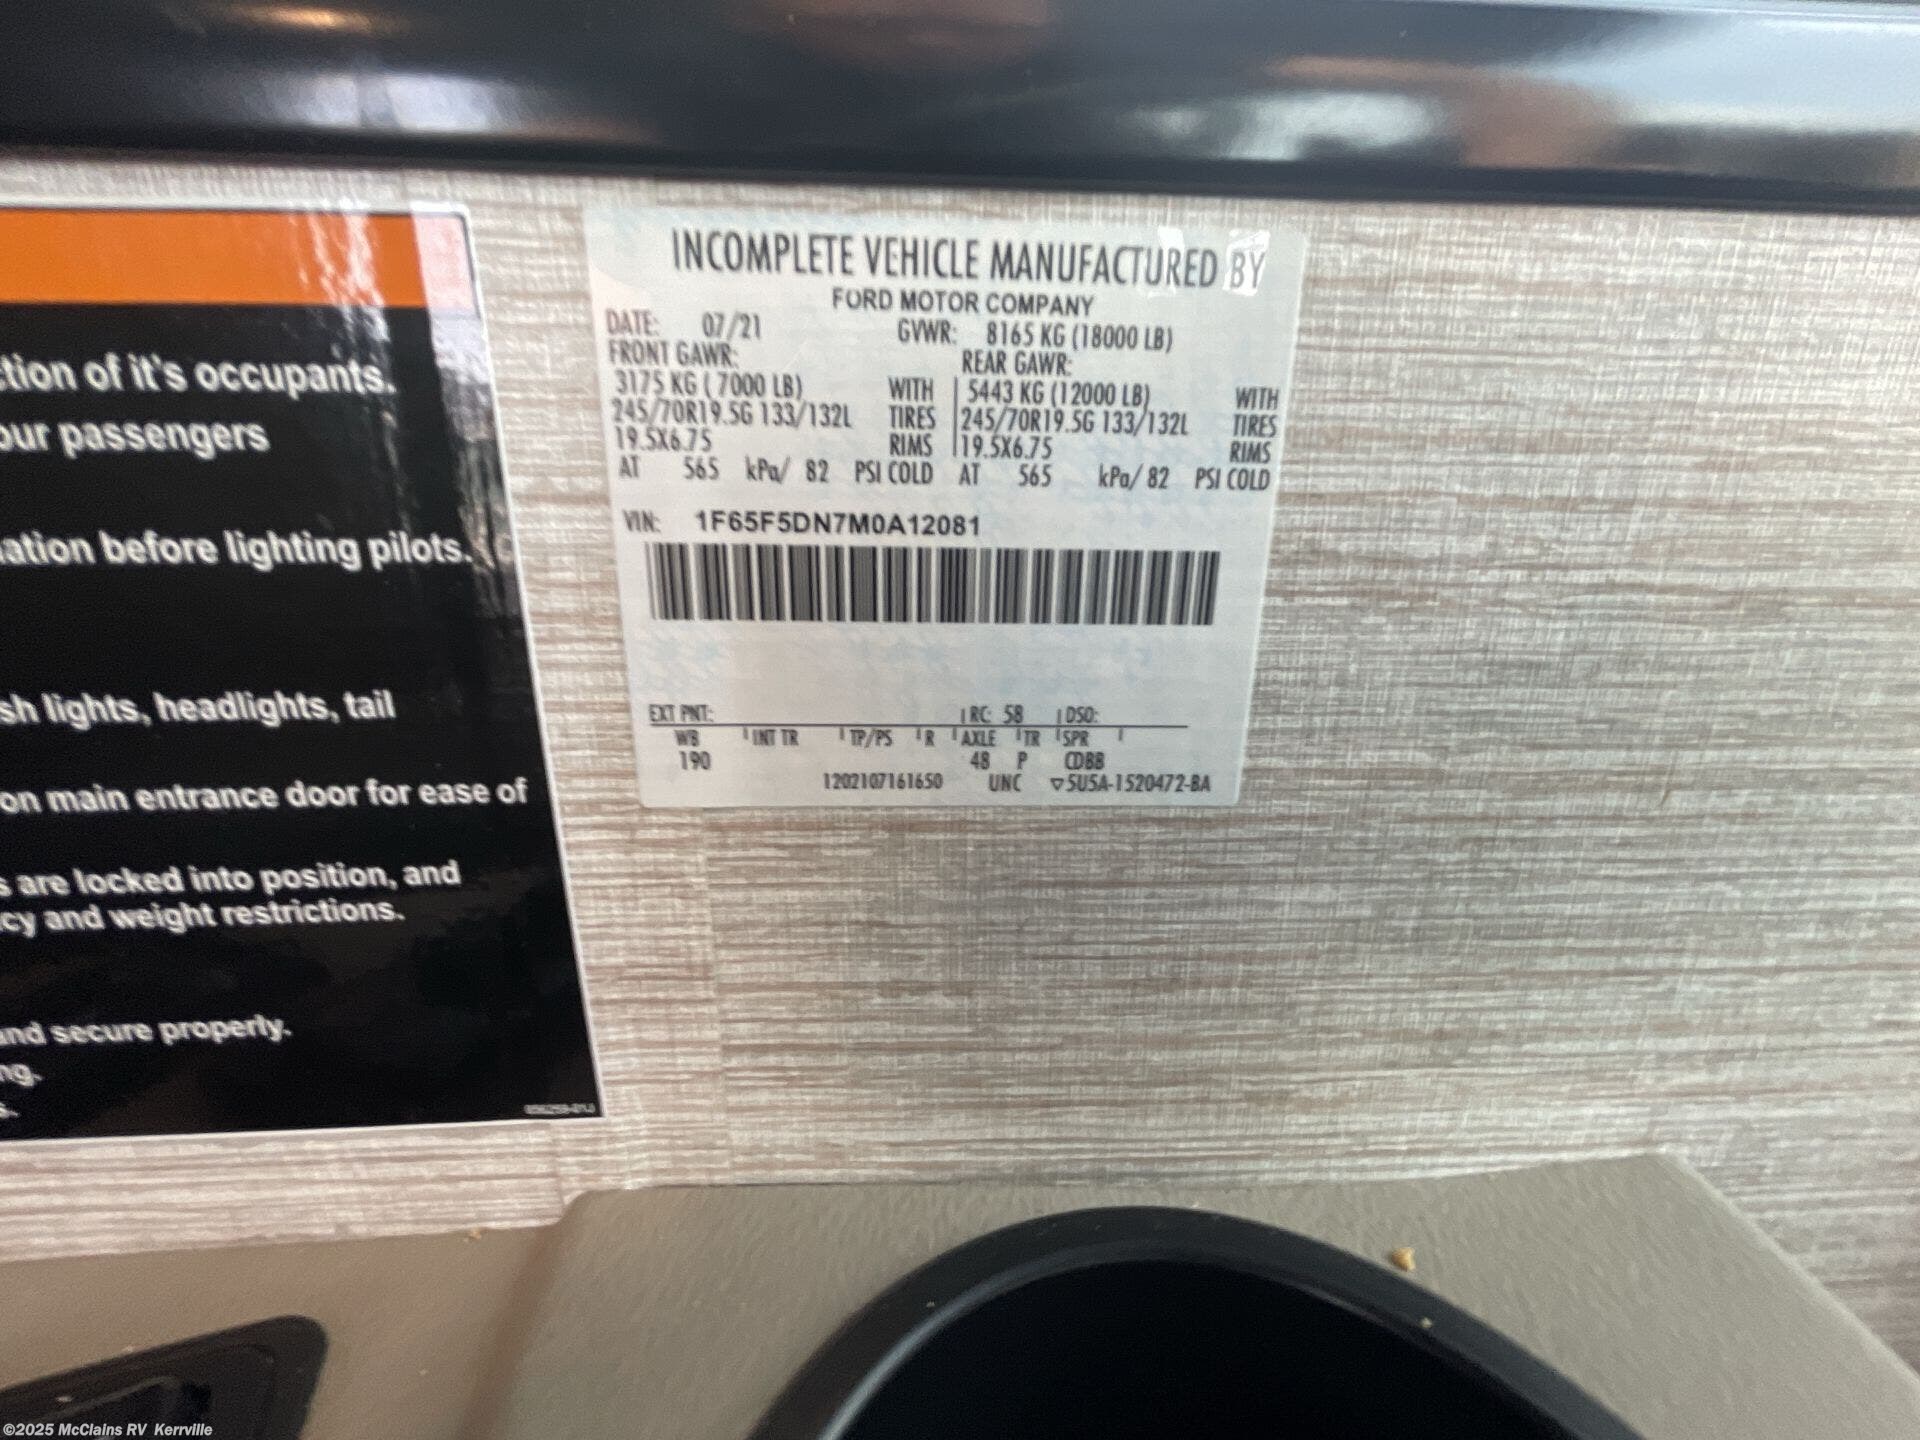 ction of it's occupants.
our passengers
ation before lighting pilots.
sh lights, headlights, tail
on main entrance door for ease of
s are locked into position, and
cy and weight restrictions.
and secure properly.
ng.
s.
INCOMPLETE VEHICLE MANUFACTURED BY
FORD MOTOR COMPANY
DATE: 07/21 GVWR: 8165 KG (18000 LB)
FRONT GAWR: REAR GAWR:
3175 KG ( 7000 LB) WITH | 5443 KG (12000 LB) WITH
245/70R19.5G 133/132L TIRES | 245/70R19.5G 133/132L TIRES
19.5X6.75 RIMS | 19.5X6.75 RIMS
AT 565 kPa/ 82 PSI COLD AT 565 kPa/ 82 PSI COLD
VIN: 1F65F5DN7M0A12081
EXT PNT: | RC: 58 | DSO:
WB | INT TR | TP/PS | R | AXLE | TR | SPR |
190 48 P CDBB
1202107161650 UNC ▽5U5A-1520472-BA
©2025 McClains RV Kerrville